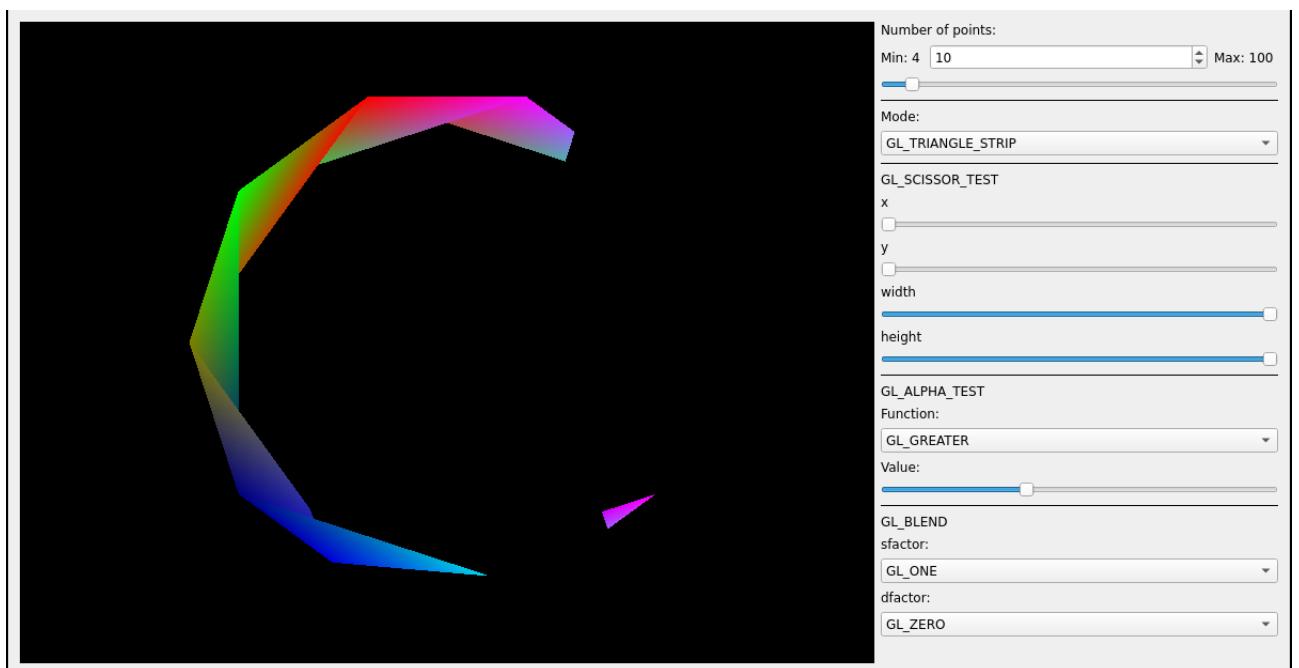 Number of points:
Min: 4 10 Max: 100
Mode:
GL_TRIANGLE_STRIP
GL_SCISSOR_TEST
x
y
width
height
GL_ALPHA_TEST
Function:
GL_GREATER
Value:
GL_BLEND
sfactor:
GL_ONE
dfactor:
GL_ZERO